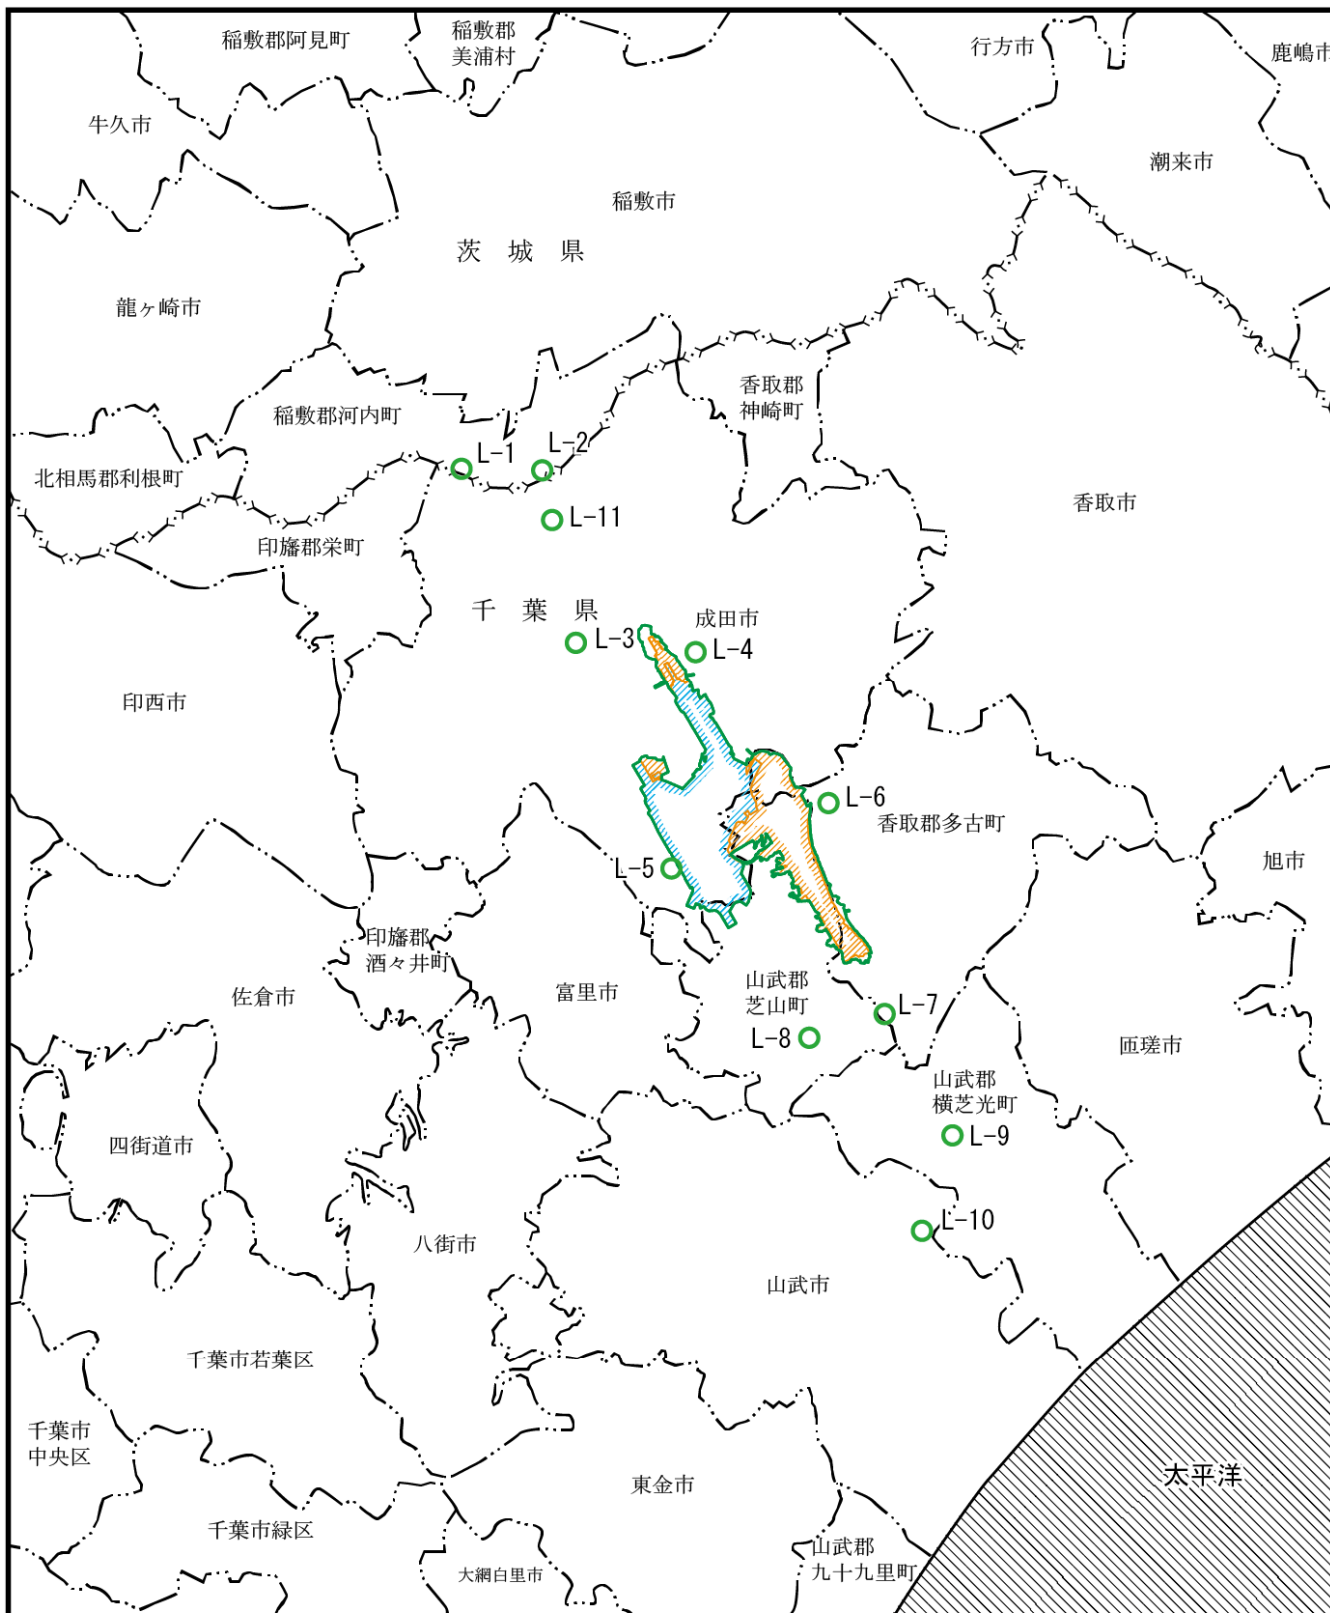 稲敷郡阿見町
稲敷郡
美浦村
行方市
鹿嶋市
牛久市
潮来市
稲敷市
茨城県
龍ヶ崎市
香取郡
神崎町
稲敷郡河内町
北相馬郡利根町
L-1
L-2
香取市
L-11
印旛郡栄町
千葉県
成田市
L-3
L-4
印西市
L-6
香取郡多古町
旭市
L-5
印旛郡
酒々井町
佐倉市
富里市
山武郡
芝山町
L-7
L-8
匝瑳市
山武郡
横芝光町
L-9
四街道市
L-10
八街市
山武市
千葉市若葉区
千葉市
中央区
東金市
太平洋
千葉市緑区
大網白里市
山武郡
九十九里町